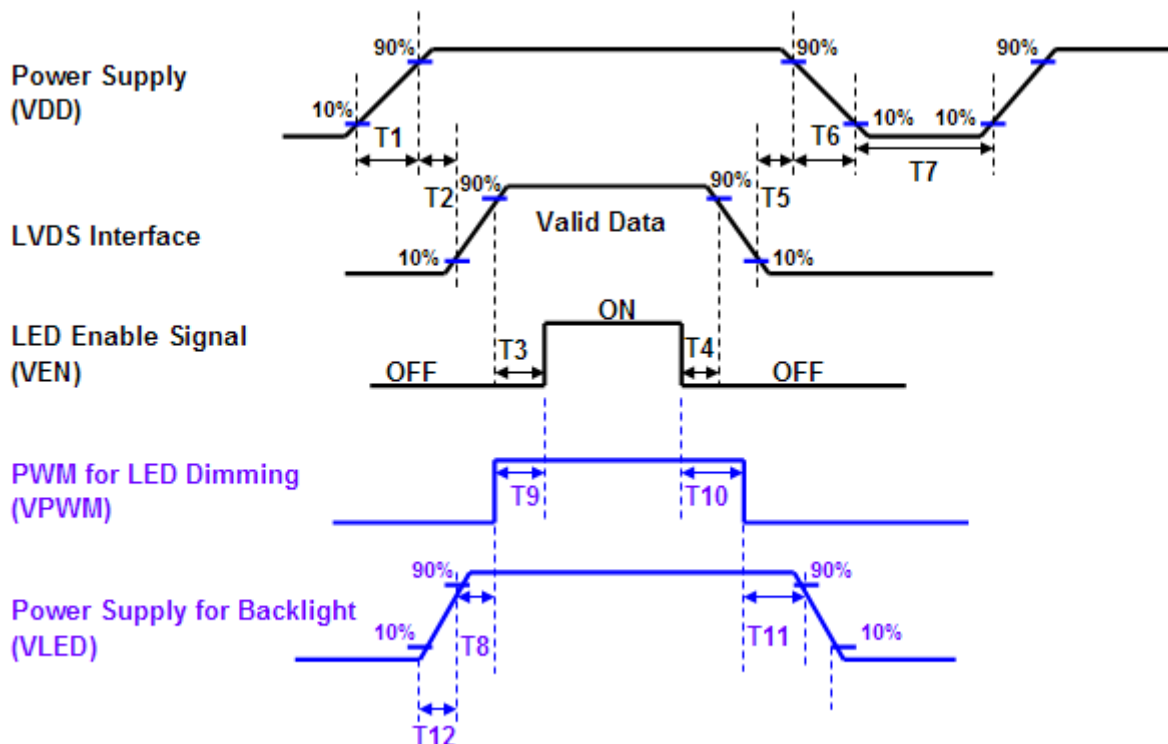 90%
90%
90%
Power Supply
(VDD)
10%
10%
10%
T1
T6
T7
T2
90%
90%
T5
Valid Data
LVDS Interface
10%
10%
ON
LED Enable Signal
(VEN)
T3
T4
OFF
OFF
PWM for LED Dimming
(VPWM)
T9
T10
90%
90%
Power Supply for Backlight
(VLED)
10%
10%
T8
T11
T12